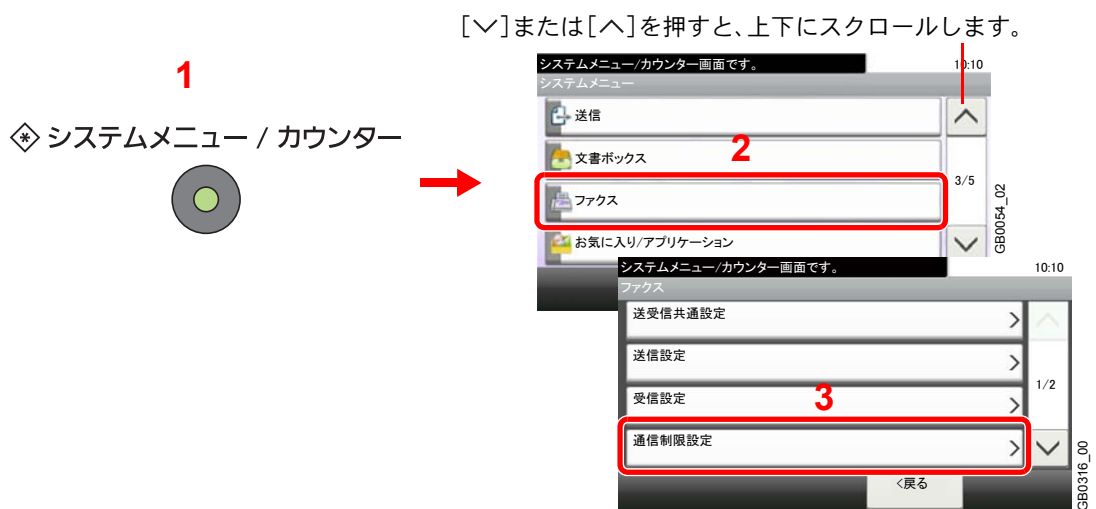 [∨]または[∧]を押すと、上下にスクロールします。
1
システムメニュー / カウンター
システムメニュー/カウンター画面です。
10:10
システムメニュー
送信
文書ボックス
2
ファクス
3/5
お気に入り/アプリケーション
GB0054_02
システムメニュー/カウンター画面です。
10:10
ファクス
送受信共通設定
送信設定
1/2
受信設定
3
通信制限設定
<戻る
GB0316_00